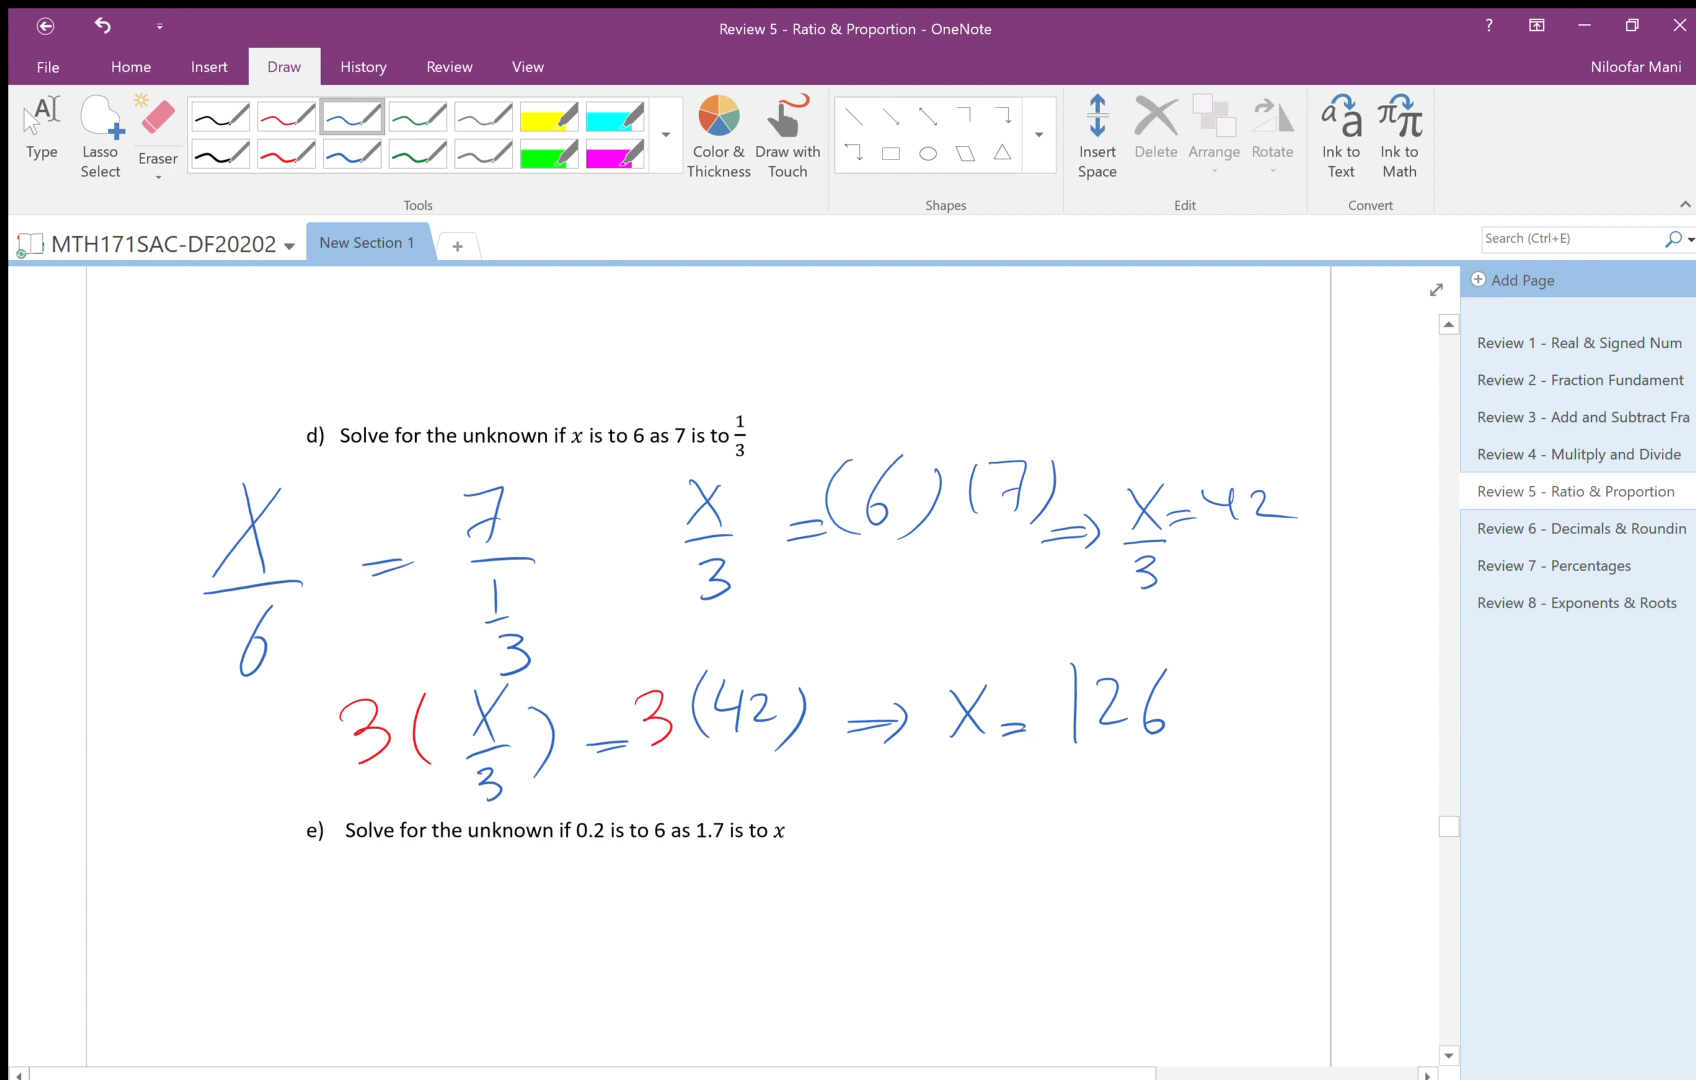 Review 5 - Ratio & Proportion - OneNote
?
File Home Insert Draw History Review View Niloofar Mani
Type Lasso Select Eraser Color & Thickness Draw with Touch Insert Space Delete Arrange Rotate Ink to Text Ink to Math
Tools Shapes Edit Convert
MTH171SAC-DF20202 New Section 1 + Search (Ctrl+E)
Add Page
Review 1 - Real & Signed Num
Review 2 - Fraction Fundament
Review 3 - Add and Subtract Fra
Review 4 - Mulitply and Divide
Review 5 - Ratio & Proportion
Review 6 - Decimals & Roundin
Review 7 - Percentages
Review 8 - Exponents & Roots
d) Solve for the unknown if x is to 6 as 7 is to 1/3
x/6 = 7/(1/3) x/3 = (6)(7) ⇒ x/3 = 42
3(x/3) = 3(42) ⇒ x = 126
e) Solve for the unknown if 0.2 is to 6 as 1.7 is to x